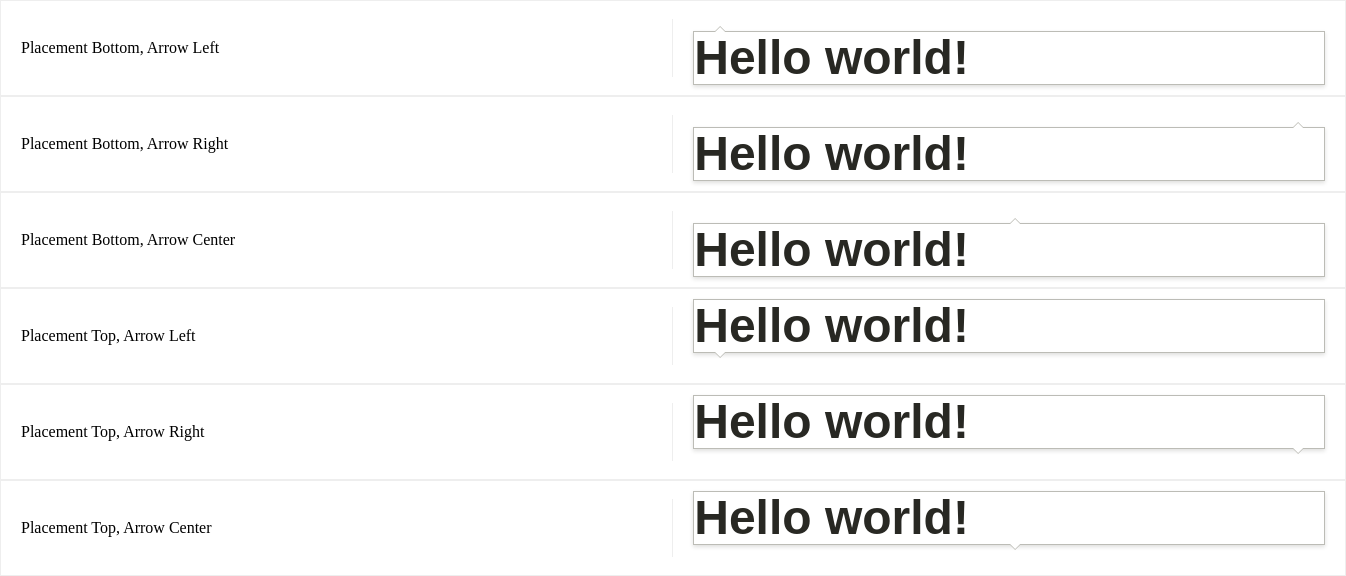 Placement Bottom, Arrow Left
Hello world!
Placement Bottom, Arrow Right
Hello world!
Placement Bottom, Arrow Center
Hello world!
Placement Top, Arrow Left
Hello world!
Placement Top, Arrow Right
Hello world!
Placement Top, Arrow Center
Hello world!